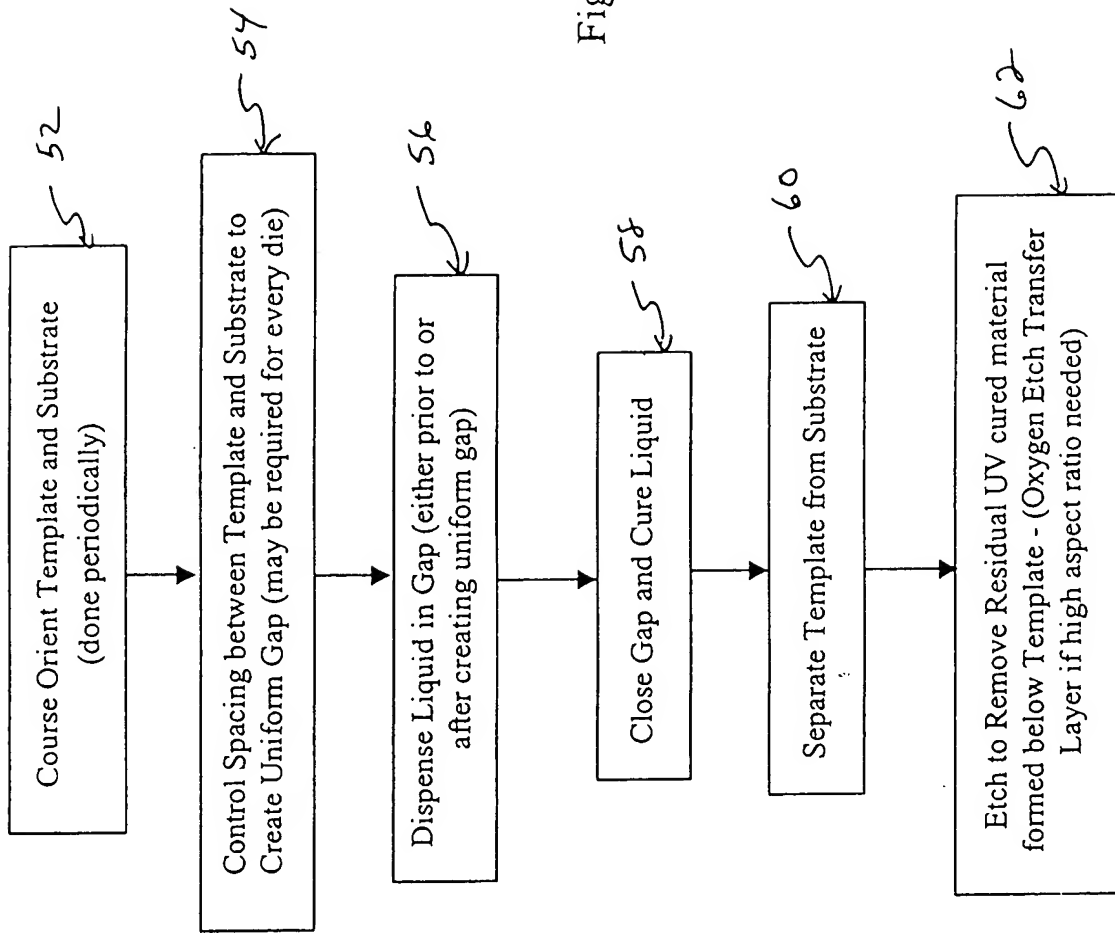 Course Orient Template and Substrate
(done periodically)
52
Control Spacing between Template and Substrate to
Create Uniform Gap (may be required for every die)
54
Dispense Liquid in Gap (either prior to or
after creating uniform gap)
56
Close Gap and Cure Liquid
58
Separate Template from Substrate
60
Etch to Remove Residual UV cured material
formed below Template - (Oxygen Etch Transfer
Layer if high aspect ratio needed)
62
Fig